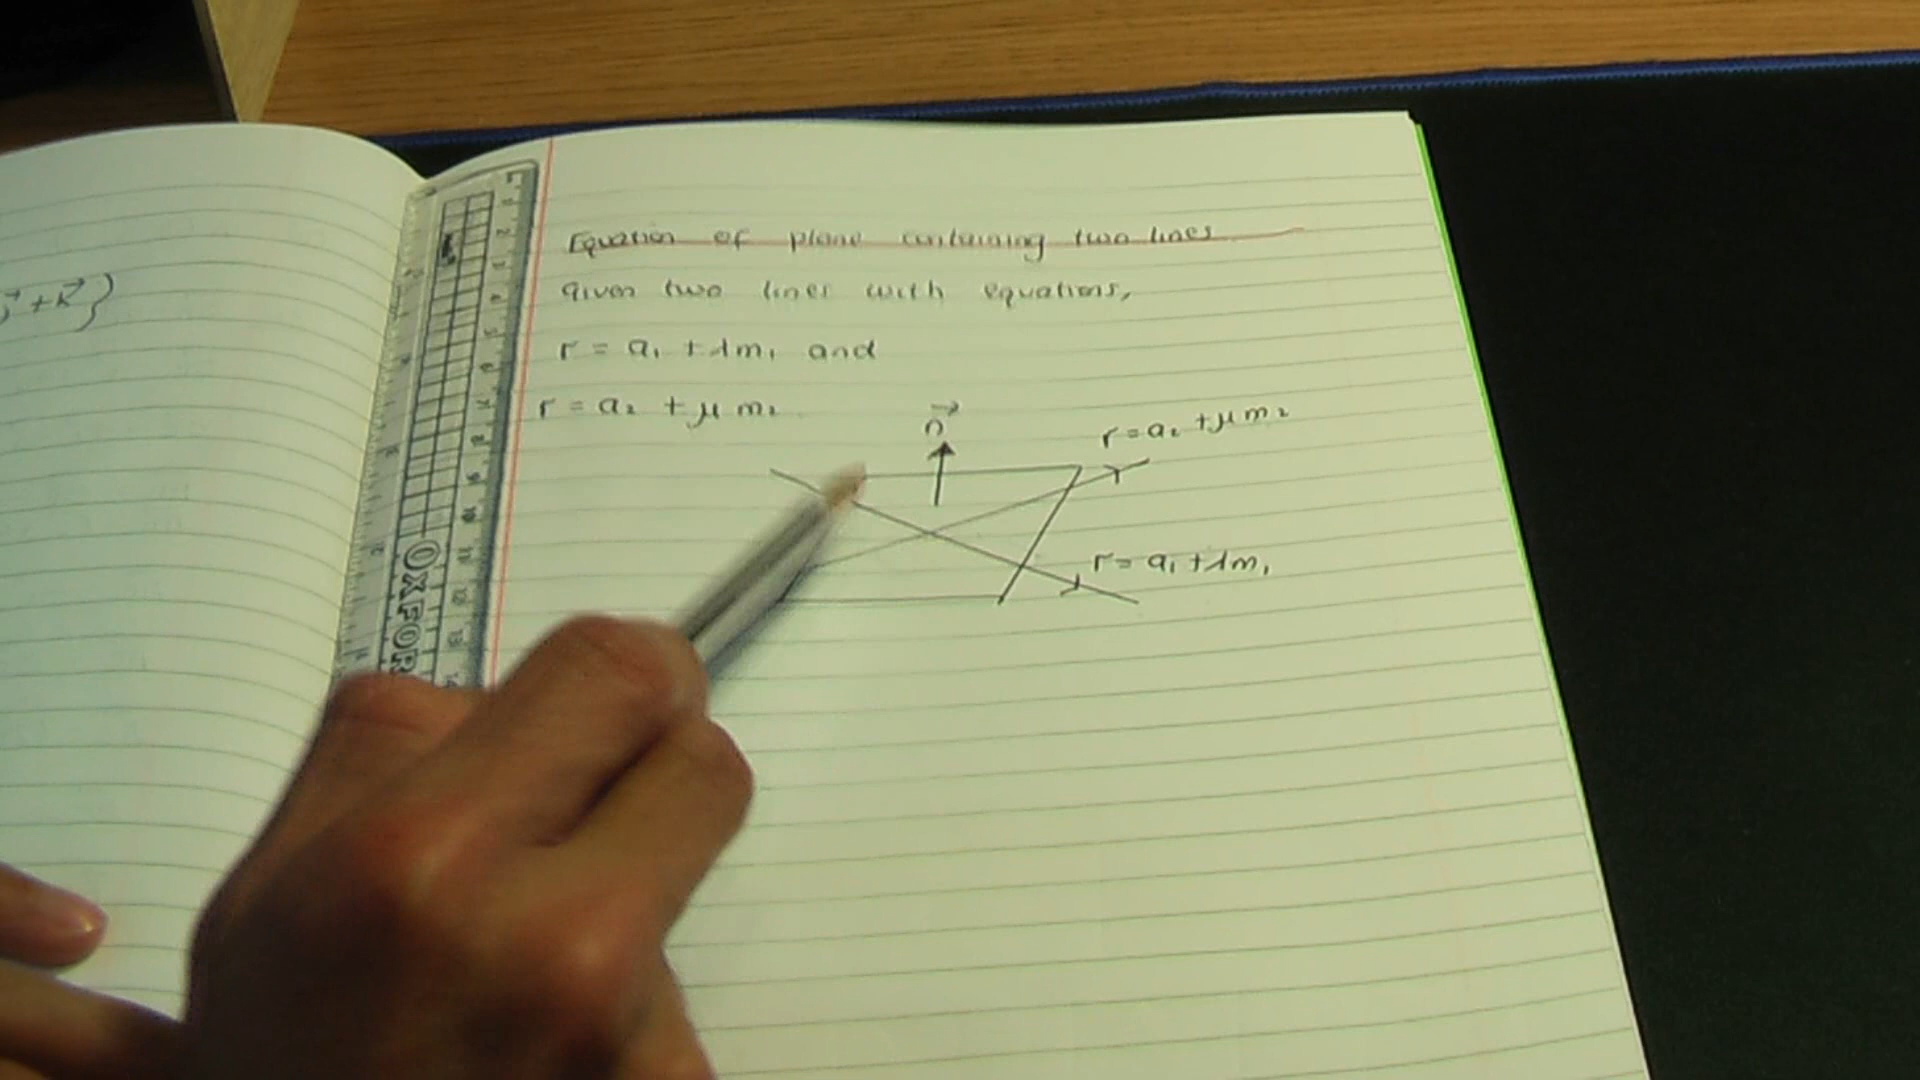 j⃗ + k⃗ }
Equation of plane containing two lines
Given two lines with equations,
r = a₁ + λm₁ and
r = a₂ + μm₂
n⃗
r = a₂ + μm₂
r = a₁ + λm₁
OXFOR